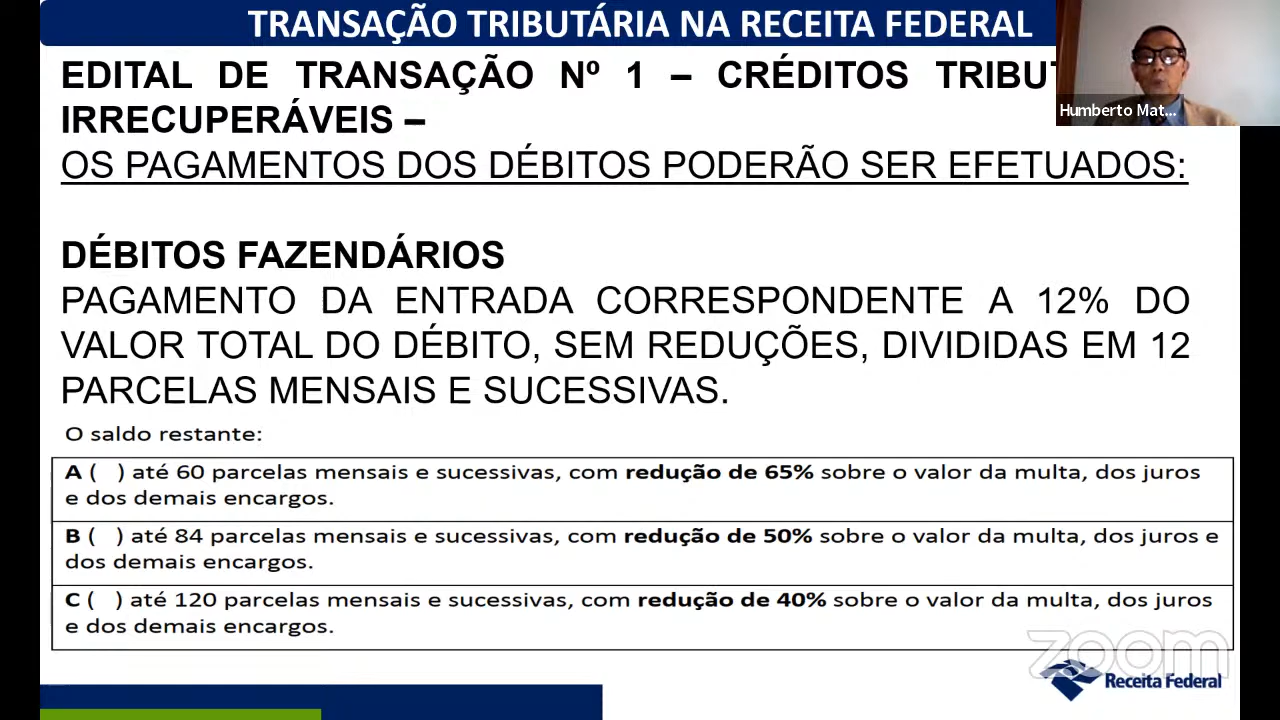 TRANSAÇÃO TRIBUTÁRIA NA RECEITA FEDERAL
EDITAL DE TRANSAÇÃO Nº 1 – CRÉDITOS
IRRECUPERÁVEIS –
OS PAGAMENTOS DOS DÉBITOS PODERÃO SER EFETUADOS:
Humberto Mat...
DÉBITOS FAZENDÁRIOS
PAGAMENTO DA ENTRADA CORRESPONDENTE A 12% DO
VALOR TOTAL DO DÉBITO, SEM REDUÇÕES, DIVIDIDAS EM 12
PARCELAS MENSAIS E SUCESSIVAS.
O saldo restante:
A ( ) até 60 parcelas mensais e sucessivas, com redução de 65% sobre o valor da multa, dos juros
e dos demais encargos.
B ( ) até 84 parcelas mensais e sucessivas, com redução de 50% sobre o valor da multa, dos juros e
dos demais encargos.
C ( ) até 120 parcelas mensais e sucessivas, com redução de 40% sobre o valor da multa, dos juros
e dos demais encargos.
zoom
Receita Federal